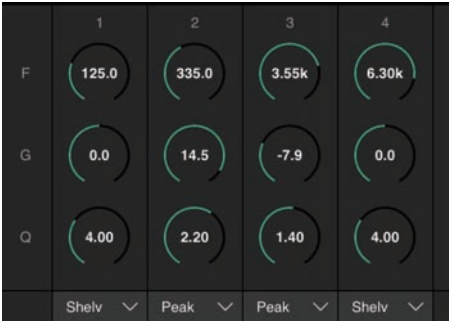 1 2 3 4
F 125.0 335.0 3.55k 6.30k
G 0.0 14.5 -7.9 0.0
Q 4.00 2.20 1.40 4.00
Shelv Peak Peak Shelv